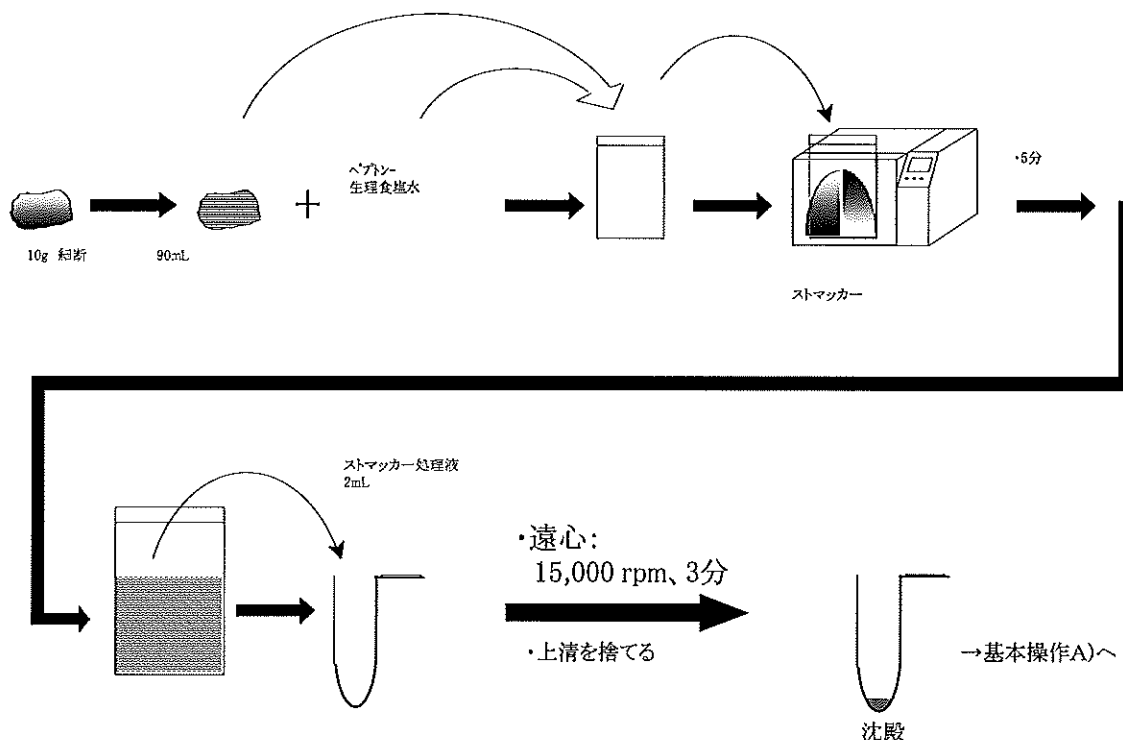 ペプトンー
生理食塩水
・5分
10g 細断
90mL
ストマッカー
ストマッカー処理液
2mL
・遠心:
15,000 rpm、3分
・上清を捨てる
→基本操作A)へ
沈殿